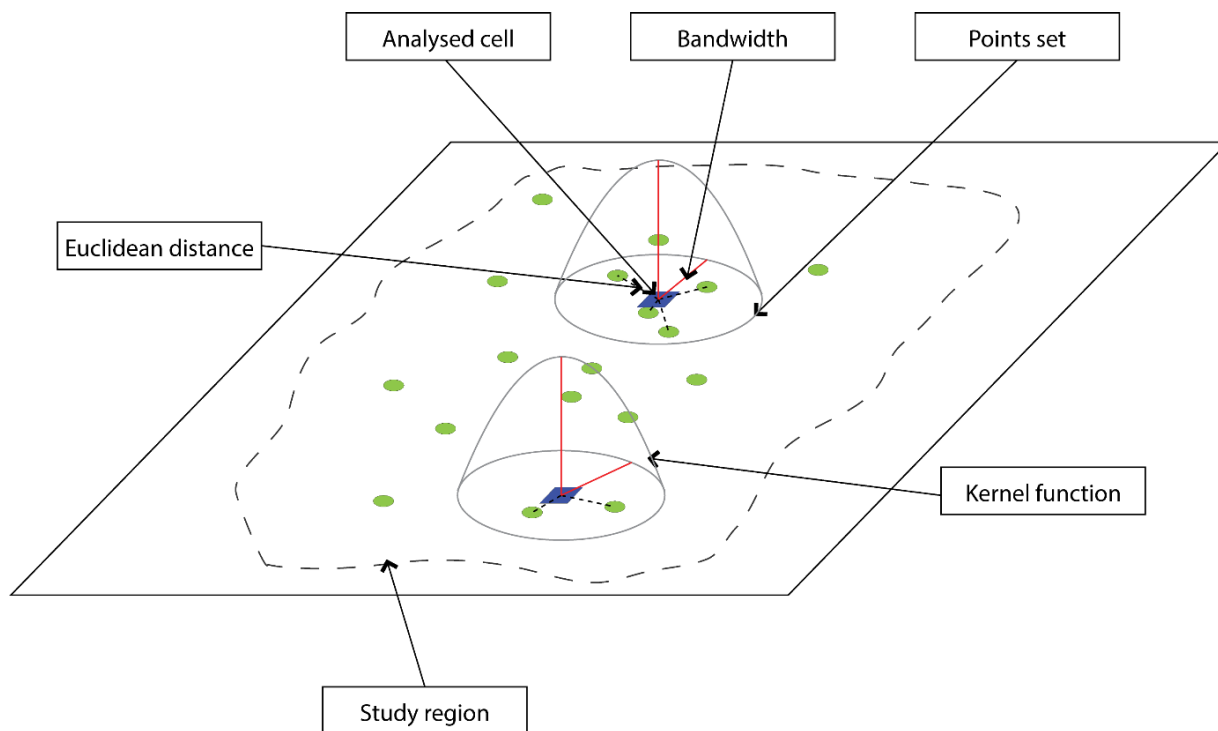 Analysed cell
Bandwidth
Points set
Euclidean distance
Kernel function
Study region